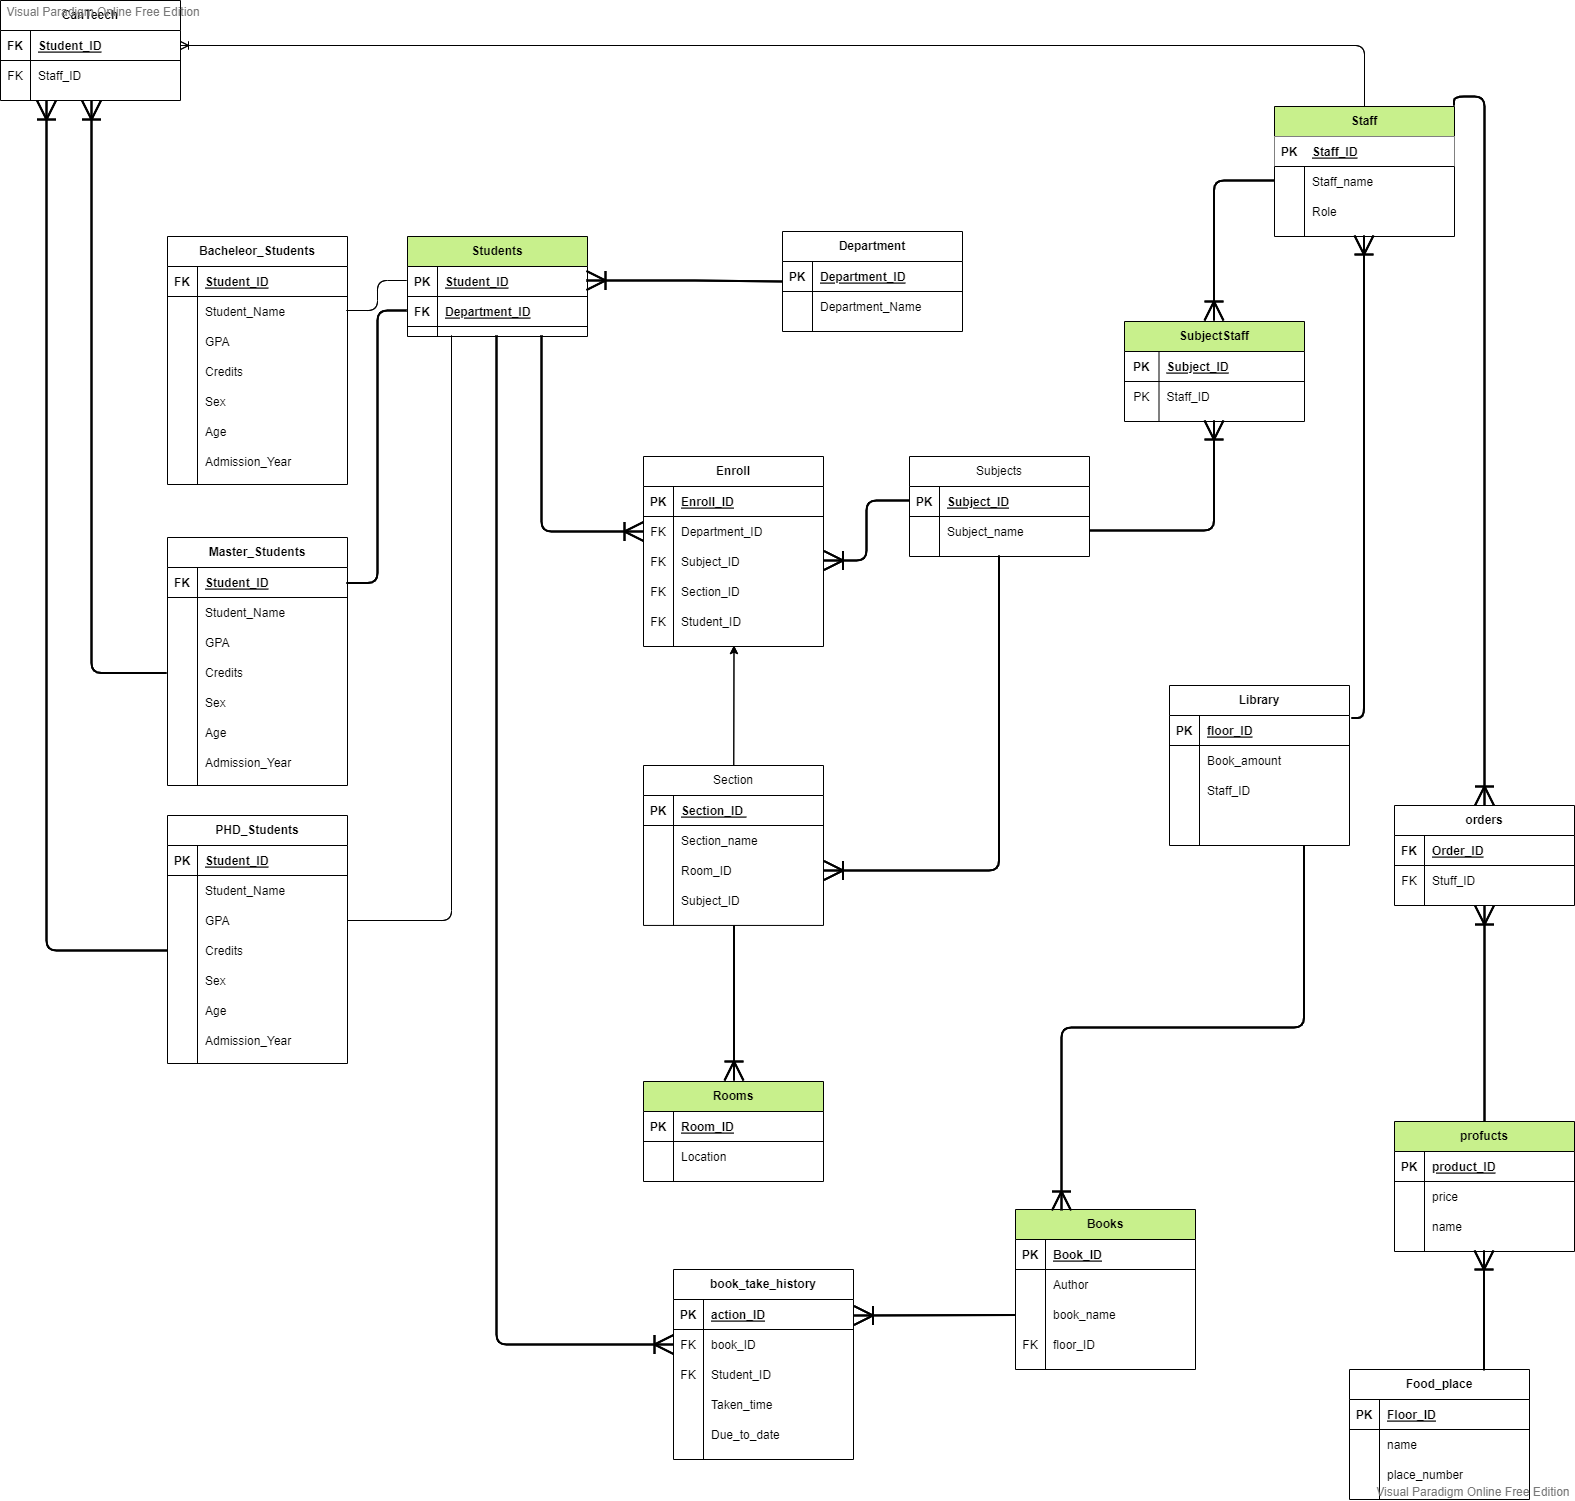 Visual Paradigm Online Free Edition
CanTeech
FK Student_ID
FK Staff_ID
Staff
PK Staff_ID
Staff_name
Role
Bacheleor_Students
FK Student_ID
Student_Name
GPA
Credits
Sex
Age
Admission_Year
Students
PK Student_ID
FK Department_ID
Department
PK Department_ID
Department_Name
SubjectStaff
PK Subject_ID
PK Staff_ID
Enroll
PK Enroll_ID
FK Department_ID
FK Subject_ID
FK Section_ID
FK Student_ID
Subjects
PK Subject_ID
Subject_name
Master_Students
FK Student_ID
Student_Name
GPA
Credits
Sex
Age
Admission_Year
Library
PK floor_ID
Book_amount
Staff_ID
Section
PK Section_ID
Section_name
Room_ID
Subject_ID
orders
FK Order_ID
FK Stuff_ID
PHD_Students
PK Student_ID
Student_Name
GPA
Credits
Sex
Age
Admission_Year
Rooms
PK Room_ID
Location
profucts
PK product_ID
price
name
Books
PK Book_ID
Author
book_name
FK floor_ID
book_take_history
PK action_ID
FK book_ID
FK Student_ID
Taken_time
Due_to_date
Food_place
PK Floor_ID
name
place_number
Visual Paradigm Online Free Edition